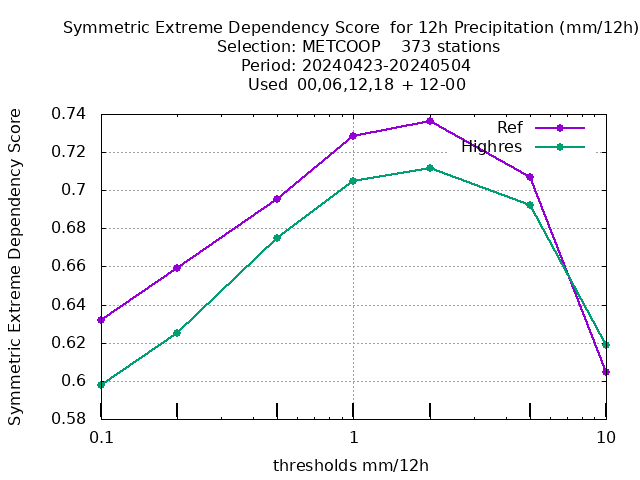 Symmetric Extreme Dependency Score for 12h Precipitation (mm/12h)
Selection: METCOOP 373 stations
Period: 20240423-20240504
Used 00,06,12,18 + 12-00
Symmetric Extreme Dependency Score
0.74
0.72
0.7
0.68
0.66
0.64
0.62
0.6
0.58
Ref
Highres
0.1
1
10
thresholds mm/12h